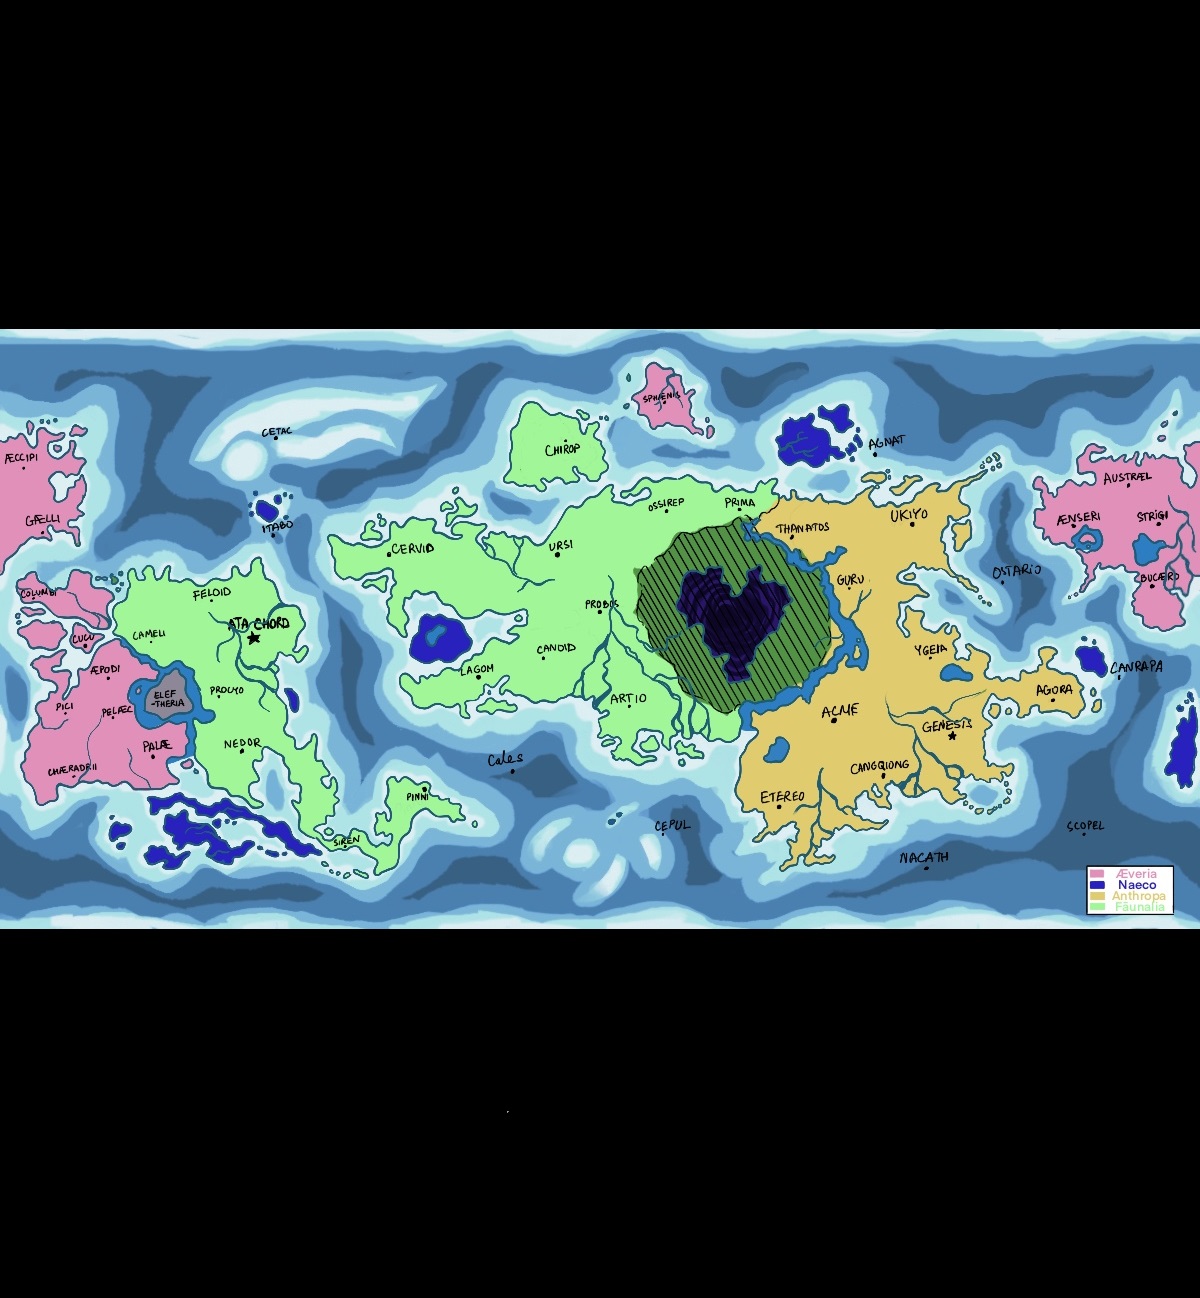 SPHÆNIS
CETAC
CHIROP
AGNAT
ÆCCIPI
AUSTRÆL
GÆLLI
ITABO
OSSIREP
PRIMA
THANATOS
UKIYO
ÆNSERI
STRIGI
CERVID
URSI
OSTARIO
GURU
BUCÆRO
COLUMBI
FELOID
PROBOS
ATA CHORD
CUCU
CAMELI
CANOID
YGEIA
ÆPODI
LAGOM
CANRAPA
ELEF
-THERIA
PROCYO
PICI
PELÆC
ARTIO
AGORA
ACME
GENESIS
PALÆ
NEDOR
Cales
CHÆRADRII
CANGQIONG
PINNI
ETEREO
CEPUL
SCOPEL
SIREN
NACATH
Æveria
Naeco
Anthropa
Fäunalia